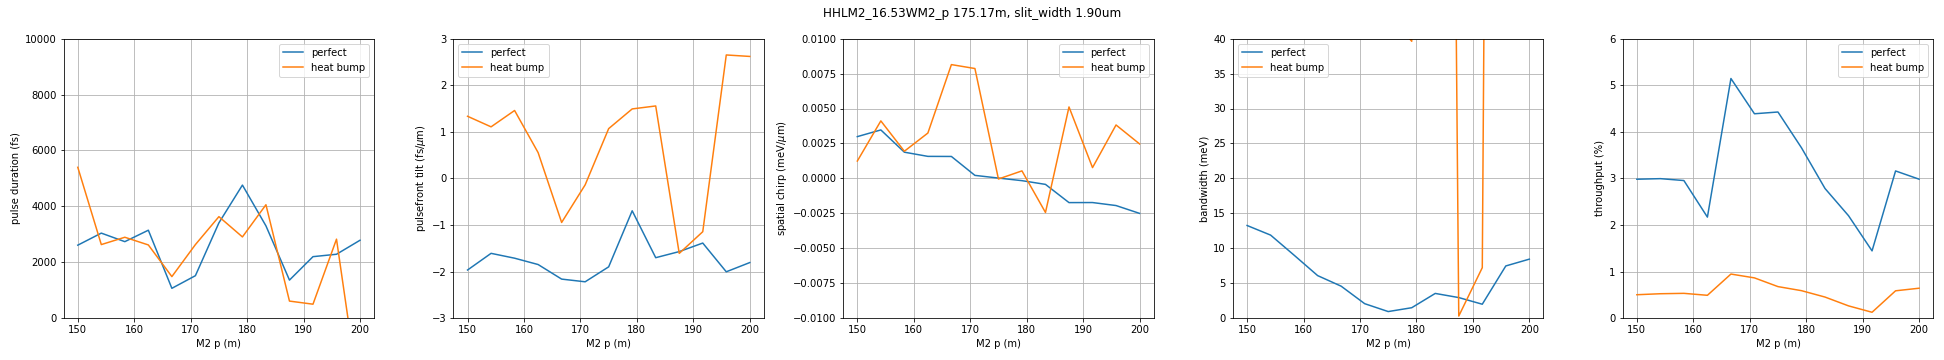 HHLM2_16.53WM2_p 175.17m, slit_width 1.90um
10000
8000
6000
4000
2000
0
pulse duration (fs)
perfect
heat bump
150 160 170 180 190 200
M2 p (m)
3
2
1
0
−1
−2
−3
pulsefront tilt (fs/μm)
perfect
heat bump
150 160 170 180 190 200
M2 p (m)
0.0100
0.0075
0.0050
0.0025
0.0000
−0.0025
−0.0050
−0.0075
−0.0100
spatial chirp (meV/μm)
perfect
heat bump
150 160 170 180 190 200
M2 p (m)
40
35
30
25
20
15
10
5
0
bandwidth (meV)
perfect
heat bump
150 160 170 180 190 200
M2 p (m)
6
5
4
3
2
1
0
throughput (%)
perfect
heat bump
150 160 170 180 190 200
M2 p (m)